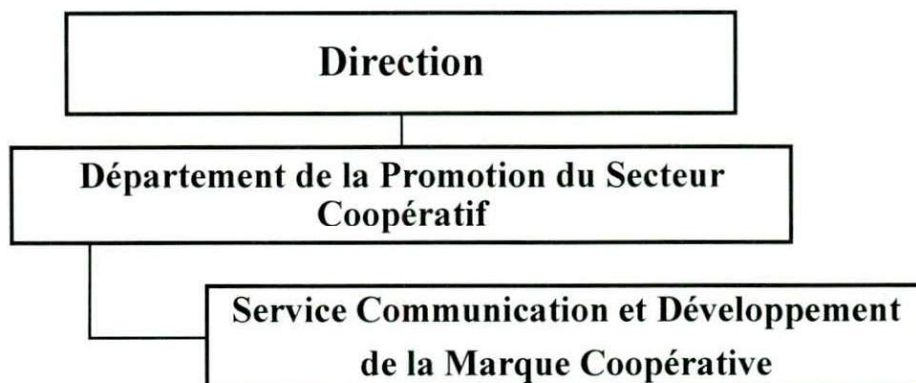 Direction
Département de la Promotion du Secteur
Coopératif
Service Communication et Développement
de la Marque Coopérative